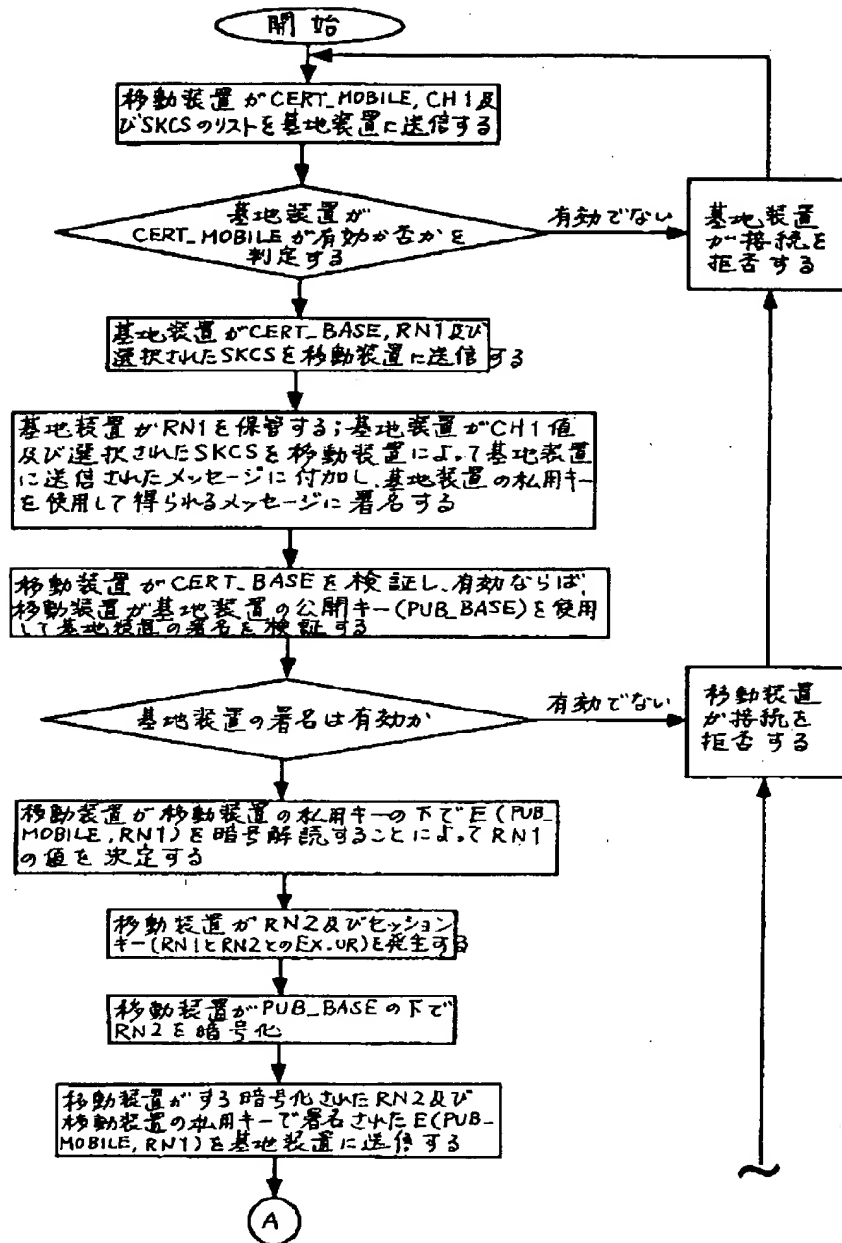 開始
移動装置がCERT_MOBILE,CH1及
びSKCSのリストを基地装置に送信する
基地装置が
CERT_MOBILEが有効か否かを
判定する
有効でない
基地装置
が接続を
拒否する
基地装置がCERT_BASE,RN1及び
選択されたSKCSを移動装置に送信する
基地装置がRN1を保留する;基地装置がCH1値
及び選択されたSKCSを移動装置によって基地装置
に送信されたメッセージに付加し、基地装置の私用キー
を使用して得られるメッセージに署名する
移動装置がCERT_BASEを検証し、有効ならば、
移動装置が基地装置の公開キー(PUB_BASE)を使用
して基地装置の署名を検証する
基地装置の署名は有効か
有効でない
移動装置
が接続を
拒否する
移動装置が移動装置の私用キーの下でE(PUB_
MOBILE,RN1)を暗号解読することによってRN1
の値を決定する
移動装置がRN2及びセッション
キー(RN1とRN2とのEX.OR)を発生する
移動装置がPUB_BASEの下で
RN2を暗号化
移動装置がする暗号化されたRN2及び
移動装置の私用キーで署名されたE(PUB_
MOBILE,RN1)を基地装置に送信する
A